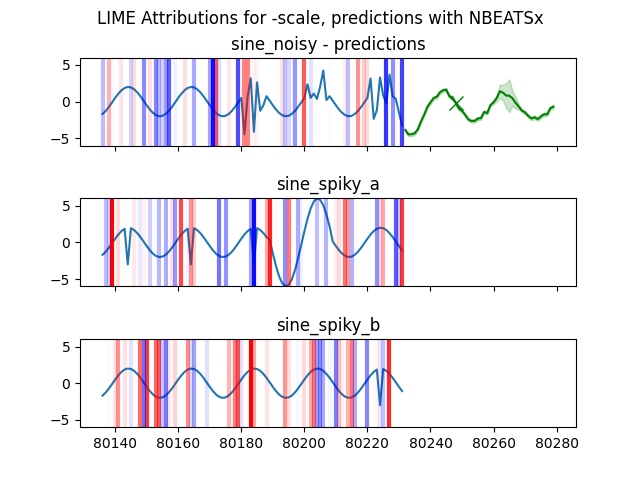 LIME Attributions for -scale, predictions with NBEATSx
sine_noisy - predictions
5
0
−5
sine_spiky_a
5
0
−5
sine_spiky_b
5
0
−5
80140 80160 80180 80200 80220 80240 80260 80280